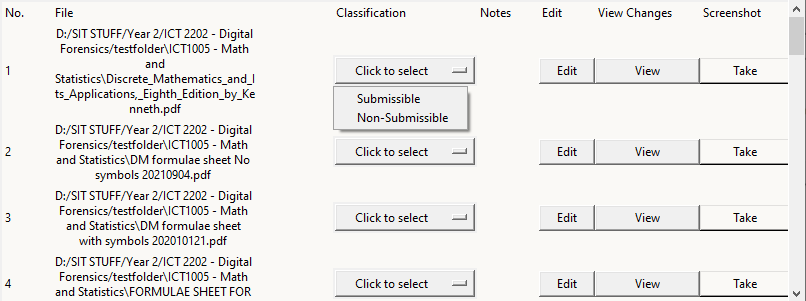 No. File Classification Notes Edit View Changes Screenshot
D:/SIT STUFF/Year 2/ICT 2202 - Digital
Forensics/testfolder/ICT1005 - Math
and
Statistics\Discrete_Mathematics_and_I
ts_Applications,_Eighth_Edition_by_Ke
nneth.pdf
1 Click to select Edit View Take
Submissible
Non-Submissible
D:/SIT STUFF/Year 2/ICT 2202 - Digital
Forensics/testfolder/ICT1005 - Math
and Statistics\DM formulae sheet No
symbols 20210904.pdf
2 Click to select Edit View Take
D:/SIT STUFF/Year 2/ICT 2202 - Digital
Forensics/testfolder/ICT1005 - Math
and Statistics\DM formulae sheet
with symbols 202010121.pdf
3 Click to select Edit View Take
D:/SIT STUFF/Year 2/ICT 2202 - Digital
Forensics/testfolder/ICT1005 - Math
and Statistics\FORMULAE SHEET FOR
4 Click to select Edit View Take